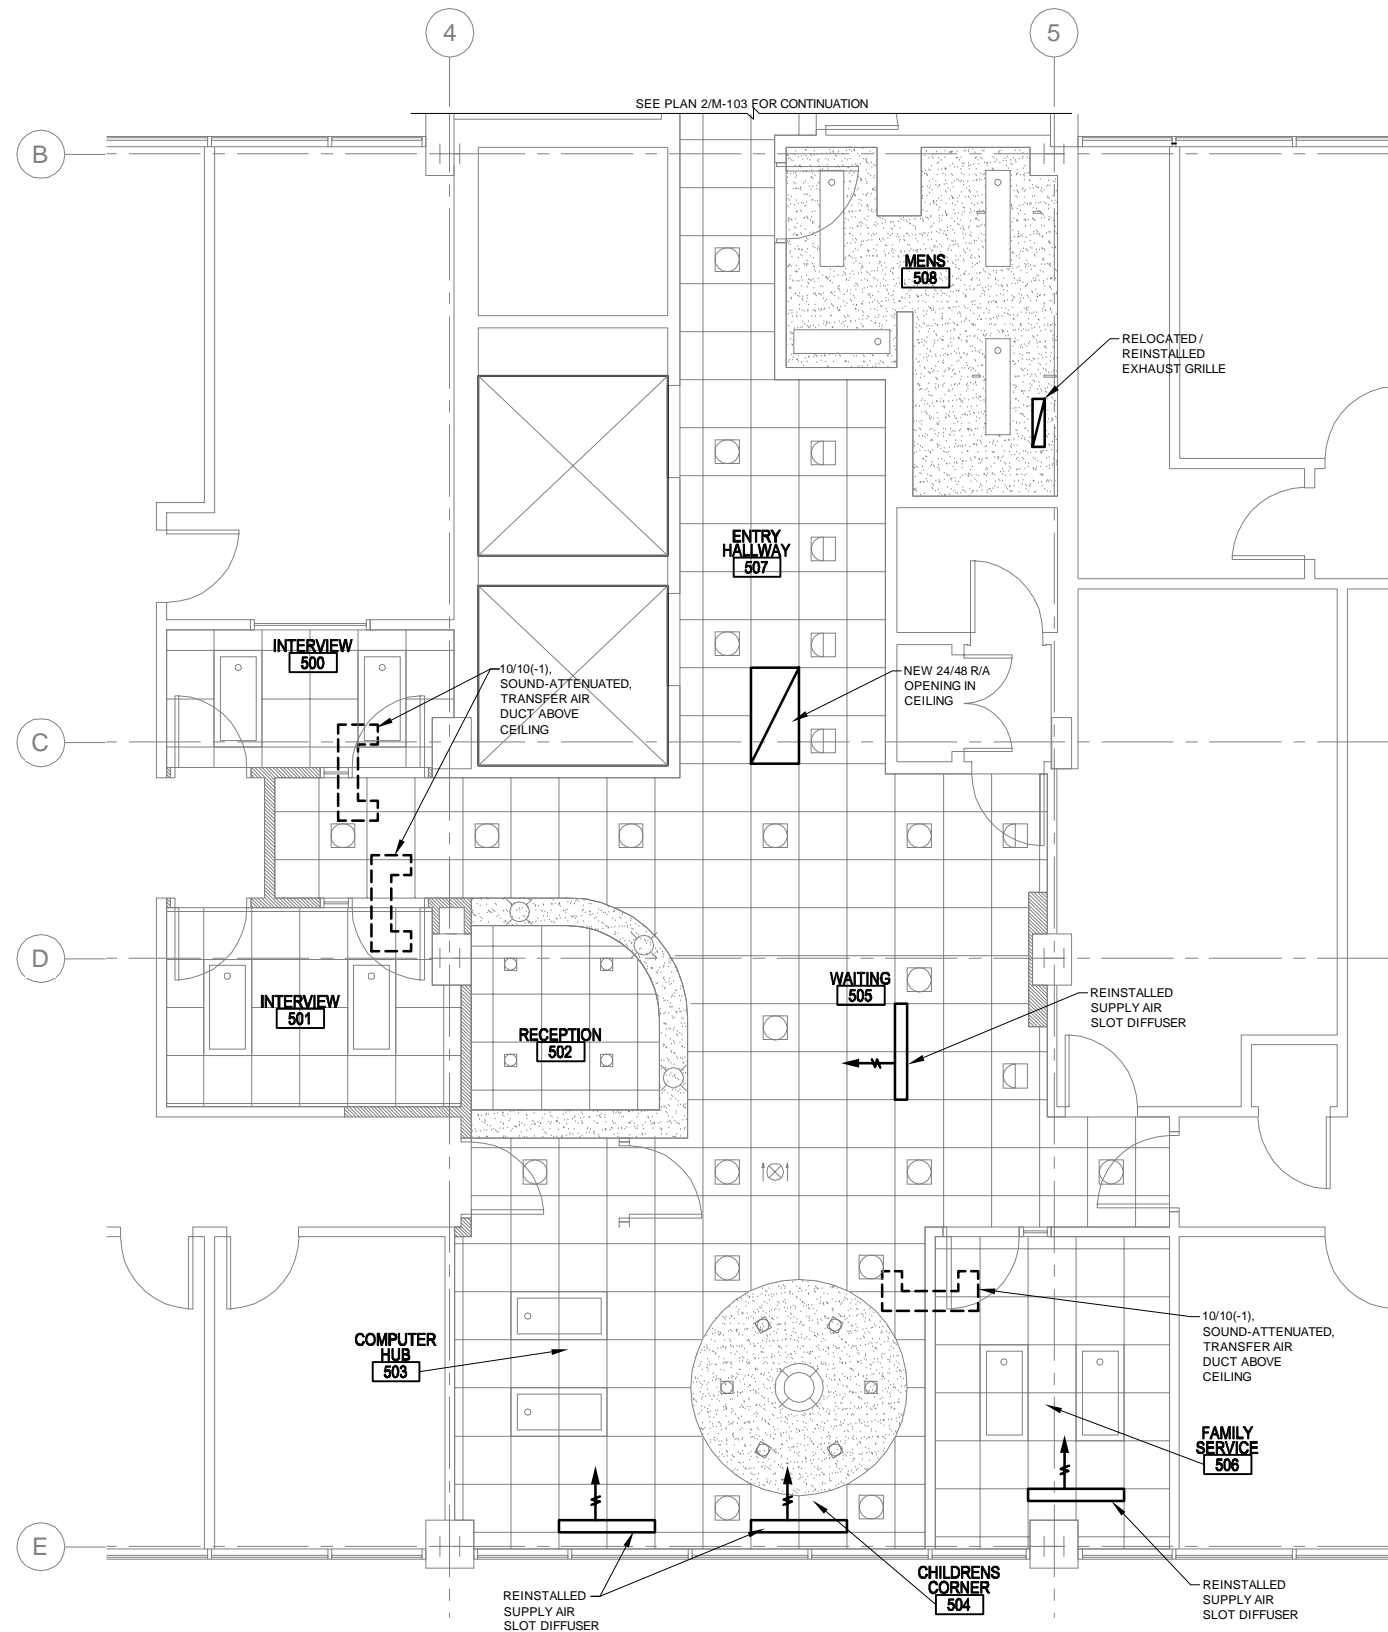 4
5
SEE PLAN 2/M-103 FOR CONTINUATION
B
MENS
508
RELOCATED /
REINSTALLED
EXHAUST GRILLE
ENTRY
HALLWAY
507
INTERVIEW
500
10/10(-1),
SOUND-ATTENUATED,
TRANSFER AIR
DUCT ABOVE
CEILING
NEW 24/48 R/A
OPENING IN
CEILING
C
D
INTERVIEW
501
RECEPTION
502
WAITING
505
REINSTALLED
SUPPLY AIR
SLOT DIFFUSER
COMPUTER
HUB
503
10/10(-1),
SOUND-ATTENUATED,
TRANSFER AIR
DUCT ABOVE
CEILING
FAMILY
SERVICE
506
E
CHILDRENS
CORNER
504
REINSTALLED
SUPPLY AIR
SLOT DIFFUSER
REINSTALLED
SUPPLY AIR
SLOT DIFFUSER